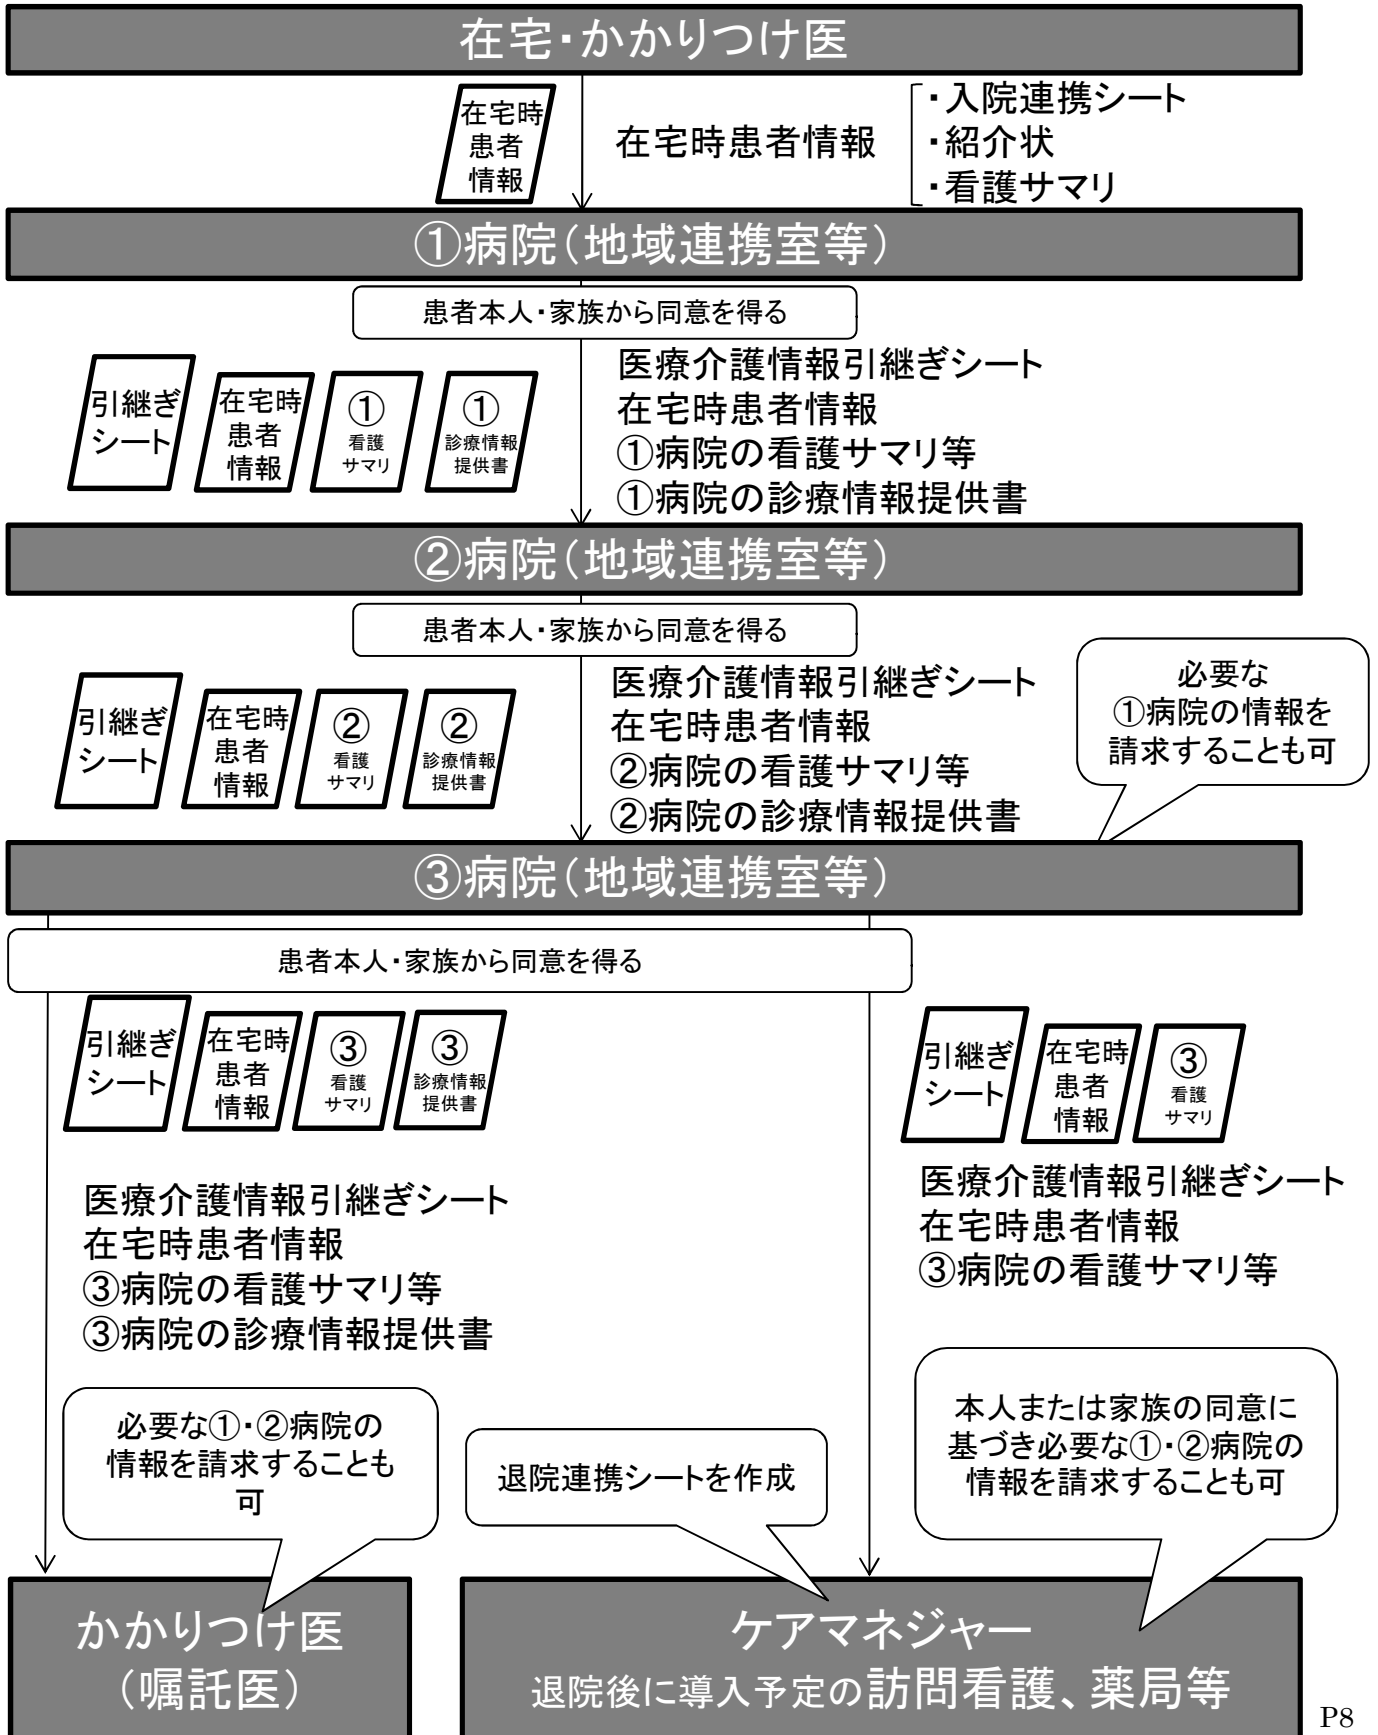 在宅・かかりつけ医
在宅時
患者
情報
在宅時患者情報
・入院連携シート
・紹介状
・看護サマリ
①病院（地域連携室等）
患者本人・家族から同意を得る
引継ぎ
シート
在宅時
患者
情報
①
看護
サマリ
①
診療情報
提供書
医療介護情報引継ぎシート
在宅時患者情報
①病院の看護サマリ等
①病院の診療情報提供書
②病院（地域連携室等）
患者本人・家族から同意を得る
引継ぎ
シート
在宅時
患者
情報
②
看護
サマリ
②
診療情報
提供書
医療介護情報引継ぎシート
在宅時患者情報
②病院の看護サマリ等
②病院の診療情報提供書
必要な
①病院の情報を
請求することも可
③病院（地域連携室等）
患者本人・家族から同意を得る
引継ぎ
シート
在宅時
患者
情報
③
看護
サマリ
③
診療情報
提供書
医療介護情報引継ぎシート
在宅時患者情報
③病院の看護サマリ等
③病院の診療情報提供書
引継ぎ
シート
在宅時
患者
情報
③
看護
サマリ
医療介護情報引継ぎシート
在宅時患者情報
③病院の看護サマリ等
必要な①・②病院の
情報を請求することも
可
退院連携シートを作成
本人または家族の同意に
基づき必要な①・②病院の
情報を請求することも可
かかりつけ医
（嘱託医）
ケアマネジャー
退院後に導入予定の訪問看護、薬局等
P8